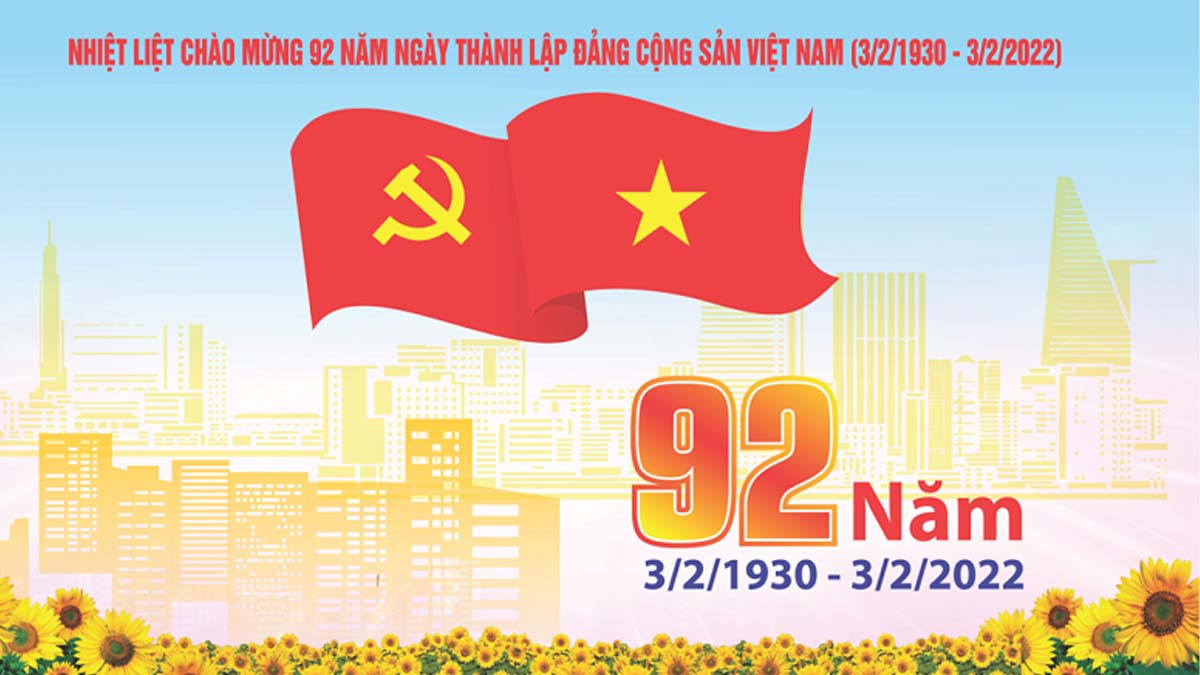 NHIỆT LIỆT CHÀO MỪNG 92 NĂM NGÀY THÀNH LẬP ĐẢNG CỘNG SẢN VIỆT NAM (3/2/1930 - 3/2/2022)
92 Năm
3/2/1930 - 3/2/2022